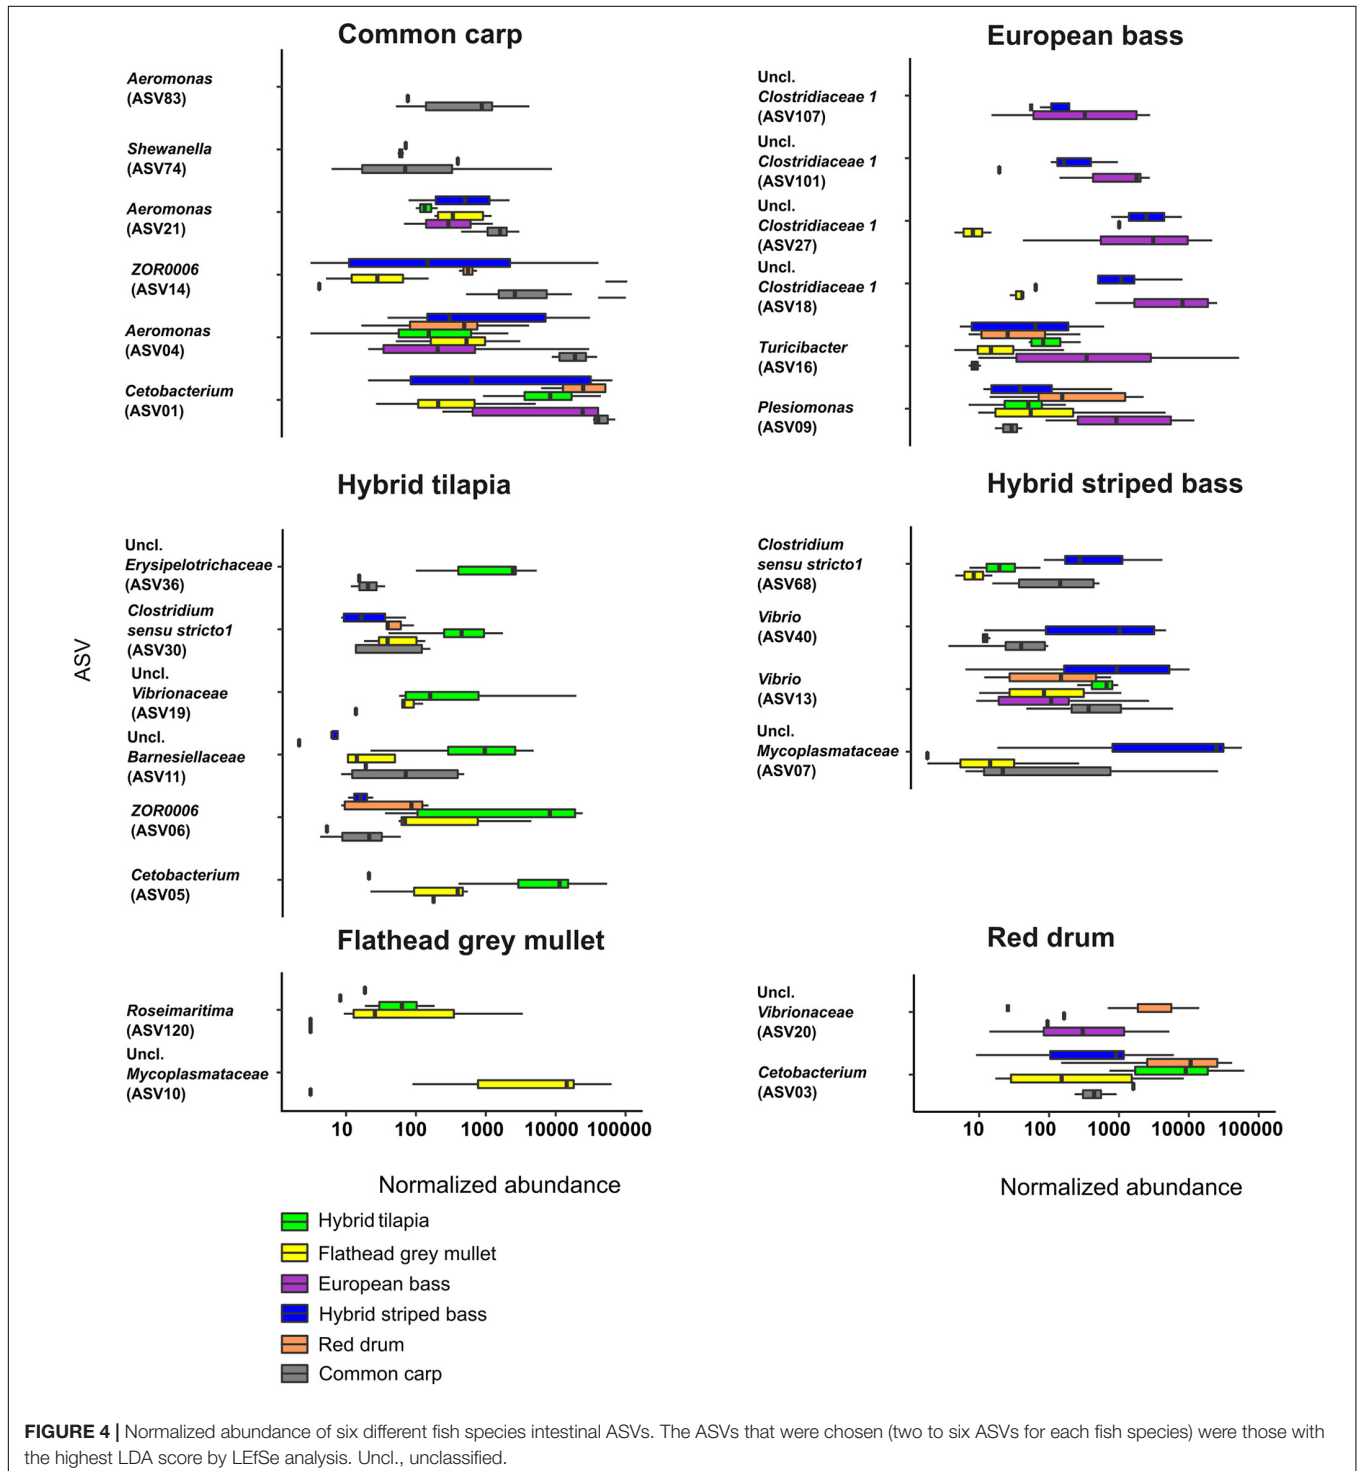 Common carp
Aeromonas
(ASV83)
Shewanella
(ASV74)
Aeromonas
(ASV21)
ZOR0006
(ASV14)
Aeromonas
(ASV04)
Cetobacterium
(ASV01)
European bass
Uncl.
Clostridiaceae 1
(ASV107)
Uncl.
Clostridiaceae 1
(ASV101)
Uncl.
Clostridiaceae 1
(ASV27)
Uncl.
Clostridiaceae 1
(ASV18)
Turicibacter
(ASV16)
Plesiomonas
(ASV09)
ASV
Hybrid tilapia
Uncl.
Erysipelotrichaceae
(ASV36)
Clostridium
sensu stricto1
(ASV30)
Uncl.
Vibrionaceae
(ASV19)
Uncl.
Barnesiellaceae
(ASV11)
ZOR0006
(ASV06)
Cetobacterium
(ASV05)
Hybrid striped bass
Clostridium
sensu stricto1
(ASV68)
Vibrio
(ASV40)
Vibrio
(ASV13)
Uncl.
Mycoplasmataceae
(ASV07)
Flathead grey mullet
Roseimaritima
(ASV120)
Uncl.
Mycoplasmataceae
(ASV10)
10 100 1000 10000 100000
Normalized abundance
Red drum
Uncl.
Vibrionaceae
(ASV20)
Cetobacterium
(ASV03)
10 100 1000 10000 100000
Normalized abundance
Hybrid tilapia
Flathead grey mullet
European bass
Hybrid striped bass
Red drum
Common carp
FIGURE 4 | Normalized abundance of six different fish species intestinal ASVs. The ASVs that were chosen (two to six ASVs for each fish species) were those with
the highest LDA score by LEfSe analysis. Uncl., unclassified.